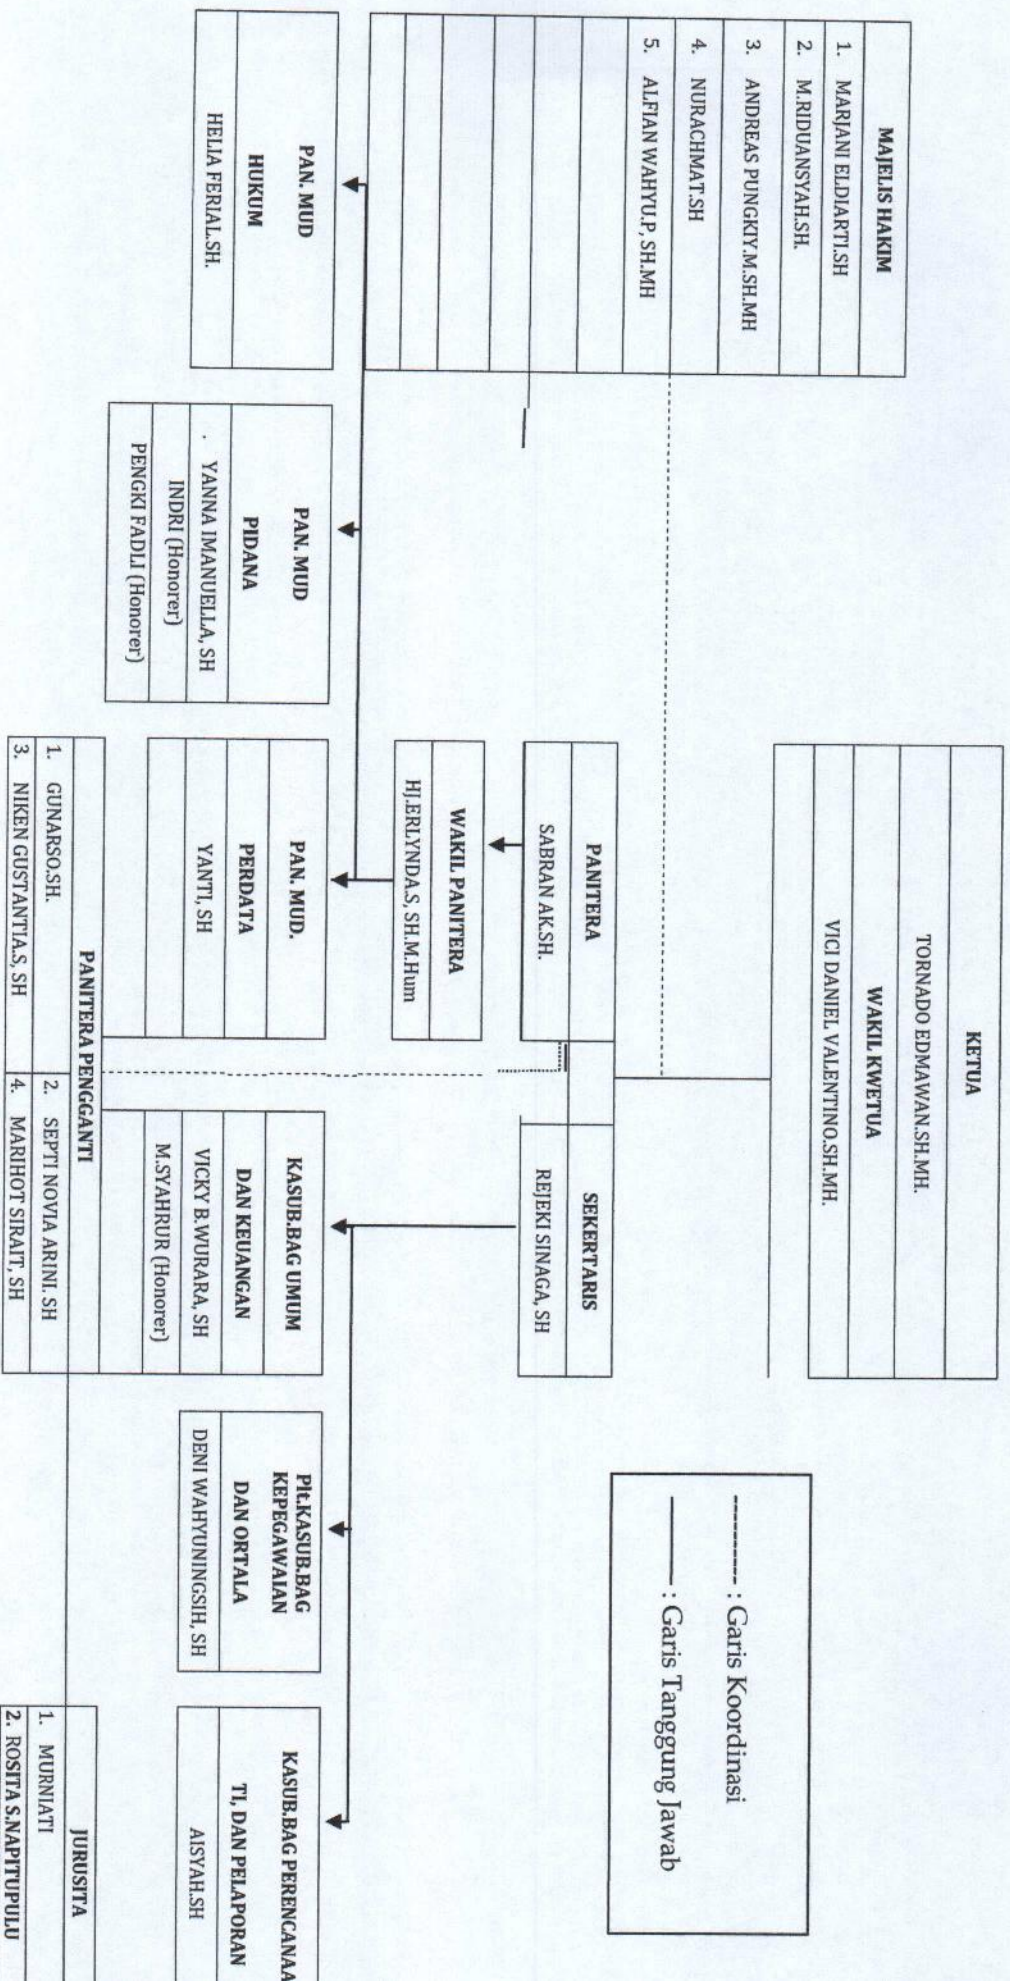 KETUA
TORNADO EDMAWAN.SH.MH.
WAKIL KWETUA
VICI DANIEL VALENTINO.SH.MH.
--------- : Garis Koordinasi
——— : Garis Tanggung Jawab
MAJELIS HAKIM
1. MARJANI ELDIARTI.SH
2. M.RIDUANSYAH.SH.
3. ANDREAS PUNGKIY.M.SH.MH
4. NURACHMAT.SH
5. ALFIAN WAHYU.P, SH.MH
PANITERA
SABRAN AK.SH.
SEKERTARIS
REJEKI SINAGA, SH
WAKIL PANITERA
HJ.ERLYNDA.S, SH.M.Hum
PAN. MUD
HUKUM
HELIA FERIAL.SH.
PAN. MUD
PIDANA
. YANNA IMANUELLA, SH
INDRI (Honorer)
PENGKI FADLI (Honorer)
PAN. MUD.
PERDATA
YANTI, SH
KASUB.BAG UMUM
DAN KEUANGAN
VICKY B.WURARA, SH
M.SYAHRUR (Honorer)
Plt.KASUB.BAG
KEPEGAWAIAN
DAN ORTALA
DENI WAHYUNINGSIH, SH
KASUB.BAG PERENCANAA
TI, DAN PELAPORAN
AISYAH.SH
PANITERA PENGGANTI
1. GUNARSO.SH.
2. SEPTI NOVIA ARINI. SH
3. NIKEN GUSTANTIA.S, SH
4. MARIHOT SIRAIT, SH
JURUSITA
1. MURNIATI
2. ROSITA S.NAPITUPULU